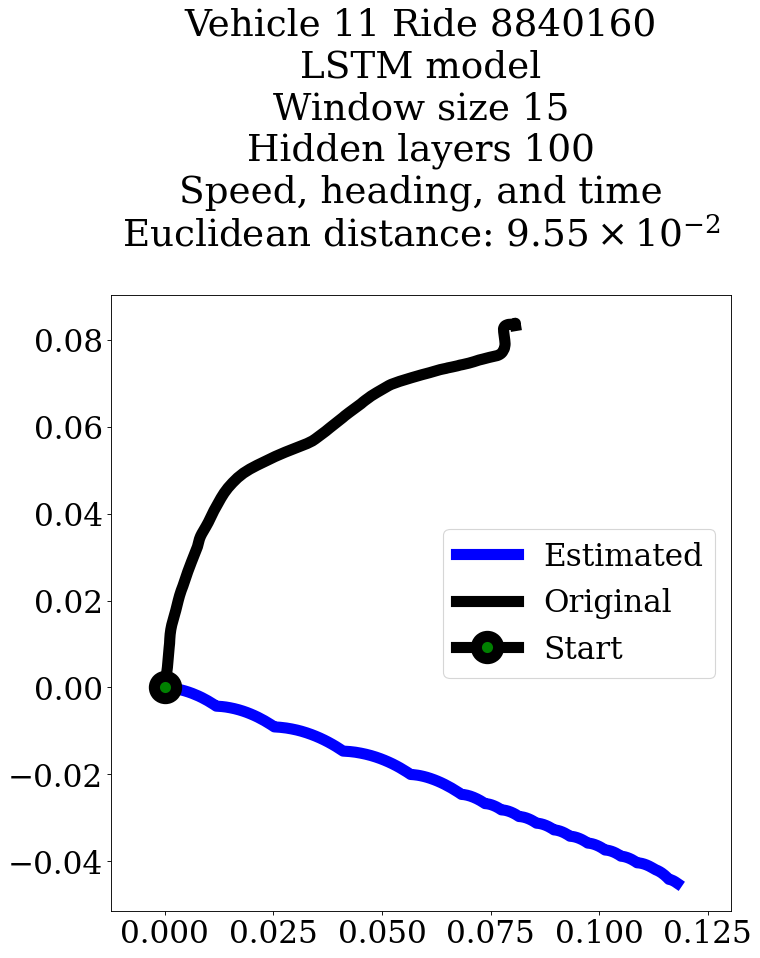 Vehicle 11 Ride 8840160
LSTM model
Window size 15
Hidden layers 100
Speed, heading, and time
Euclidean distance: 9.55 × 10⁻²
0.08
0.06
0.04
0.02
0.00
−0.02
−0.04
Estimated
Original
Start
0.000 0.025 0.050 0.075 0.100 0.125